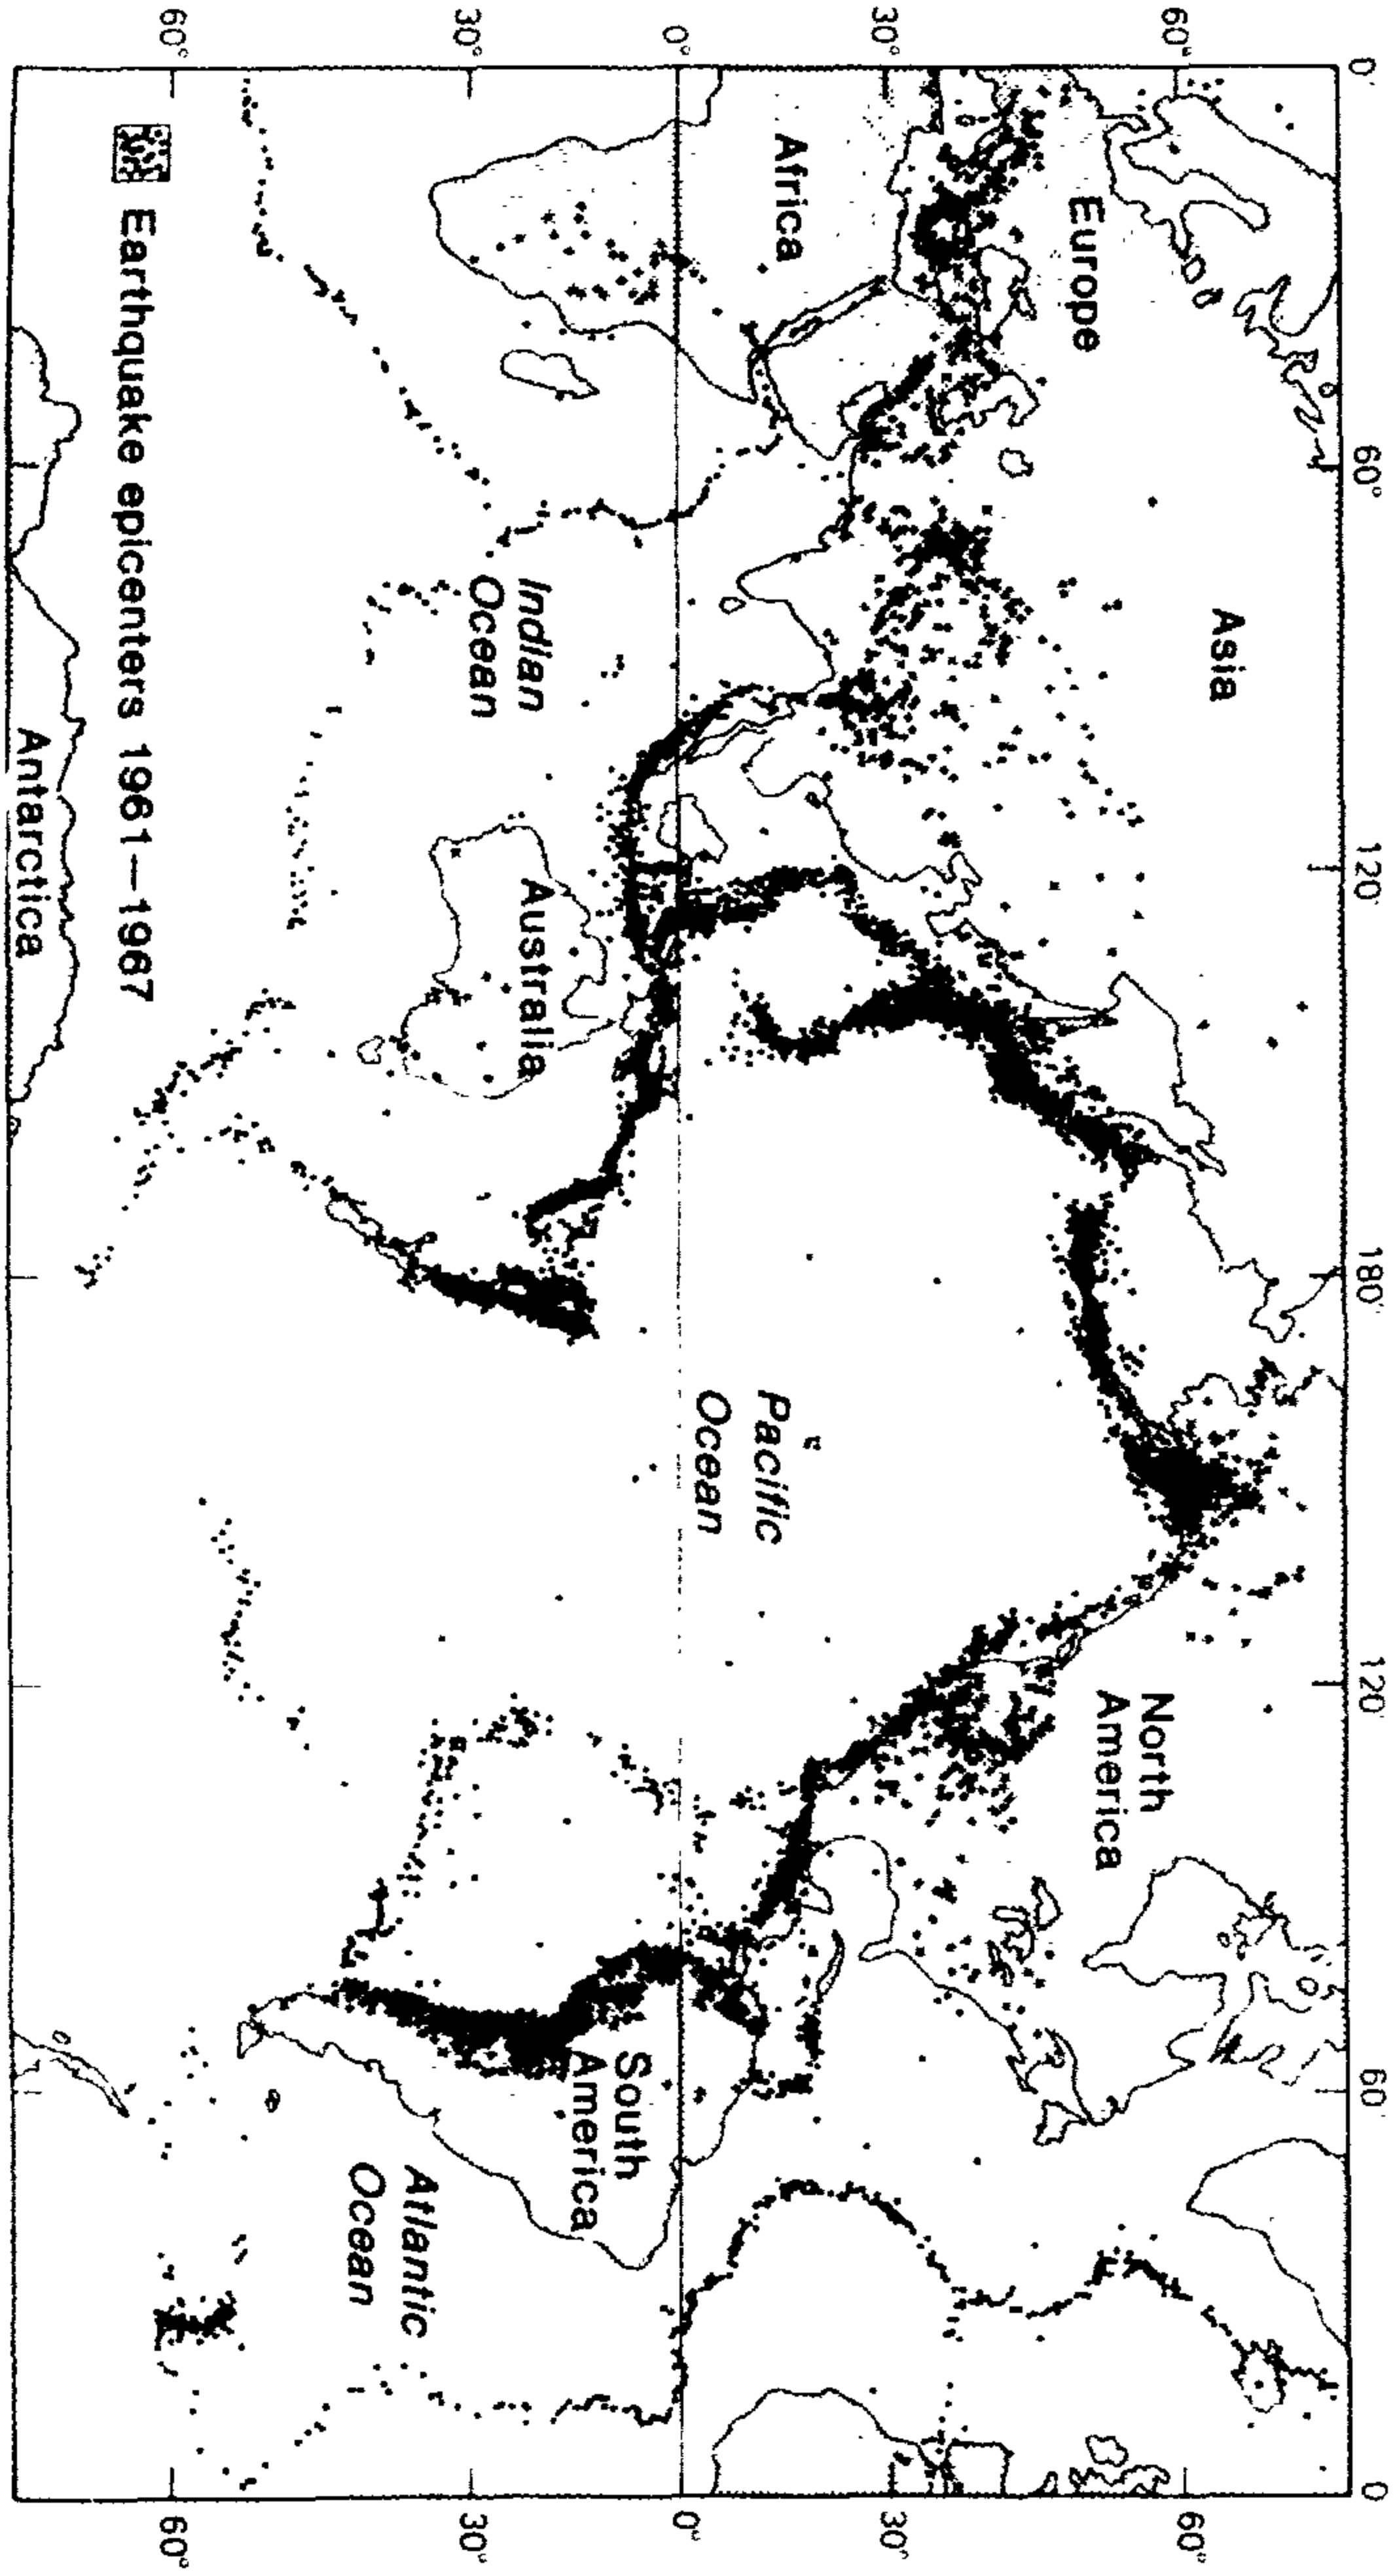 0°
60°
120°
180°
120°
60°
0
60°
30°
0°
30°
60°
60°
30°
0°
30°
60°
Europe
Asia
North
America
Africa
Pacific
Ocean
South
America
Indian
Ocean
Australia
Atlantic
Ocean
Earthquake epicenters 1961–1967
Antarctica